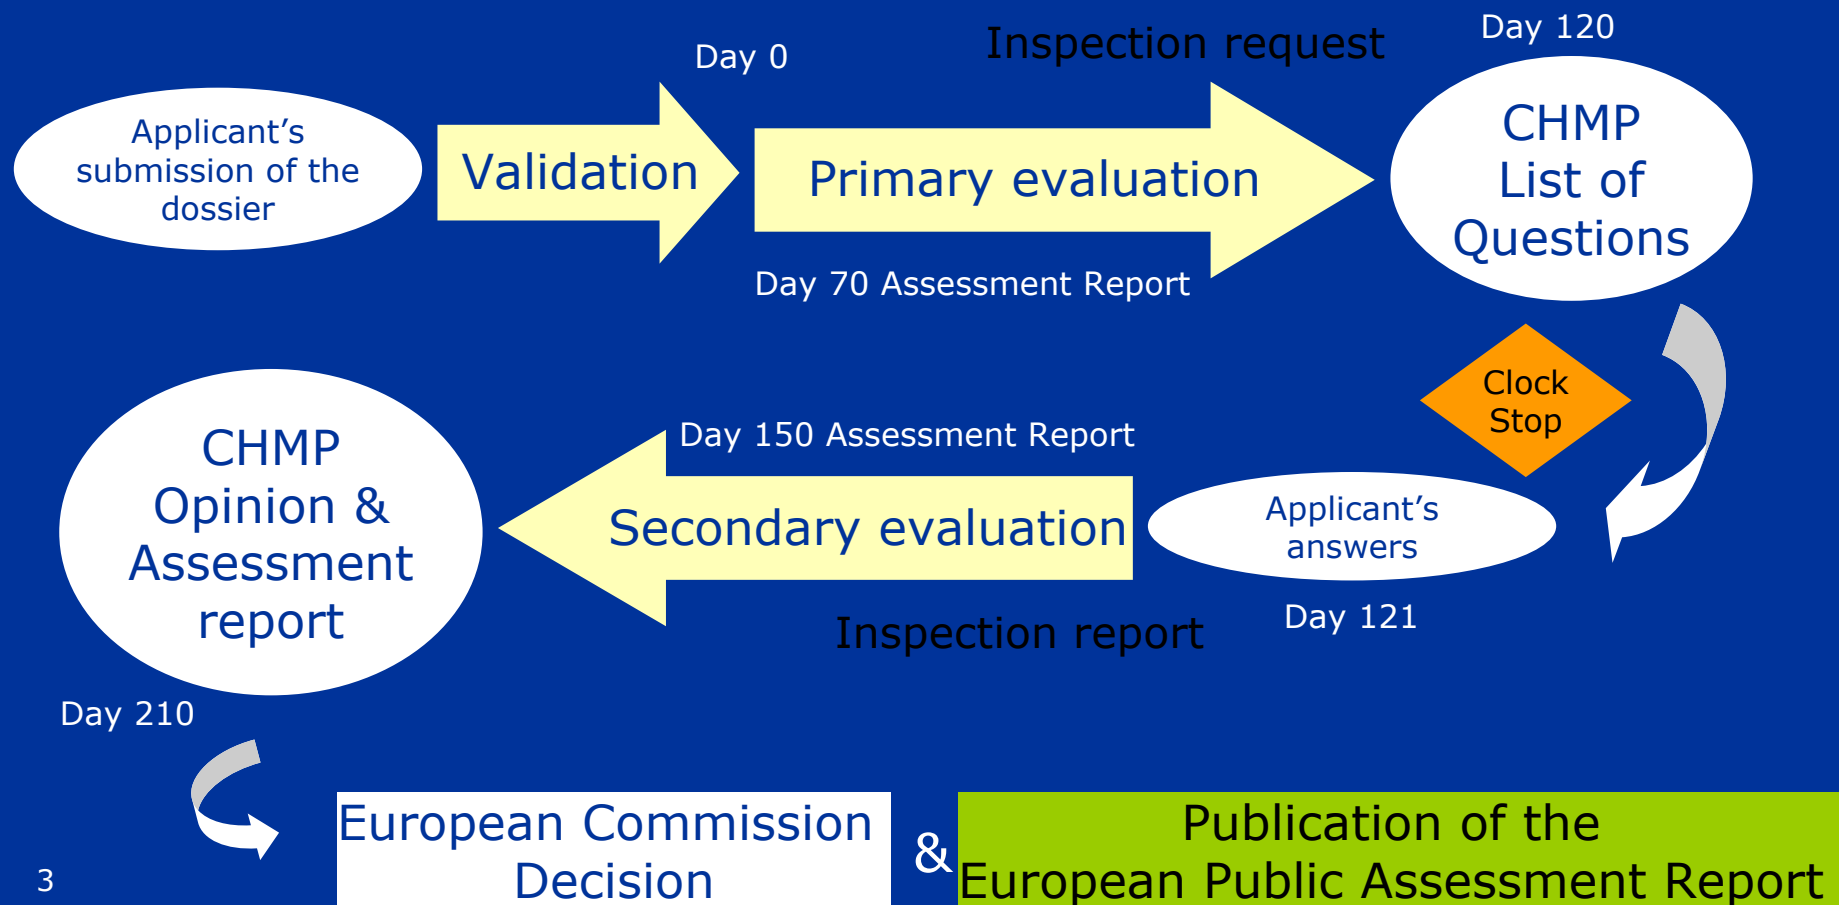 Day 0
Inspection request
Day 120
Applicant’s
submission of the
dossier
Validation
Primary evaluation
CHMP
List of
Questions
Day 70 Assessment Report
Clock
Stop
Applicant’s
answers
Day 121
Day 150 Assessment Report
Secondary evaluation
Inspection report
CHMP
Opinion &
Assessment
report
Day 210
European Commission
Decision
&
Publication of the
European Public Assessment Report
3